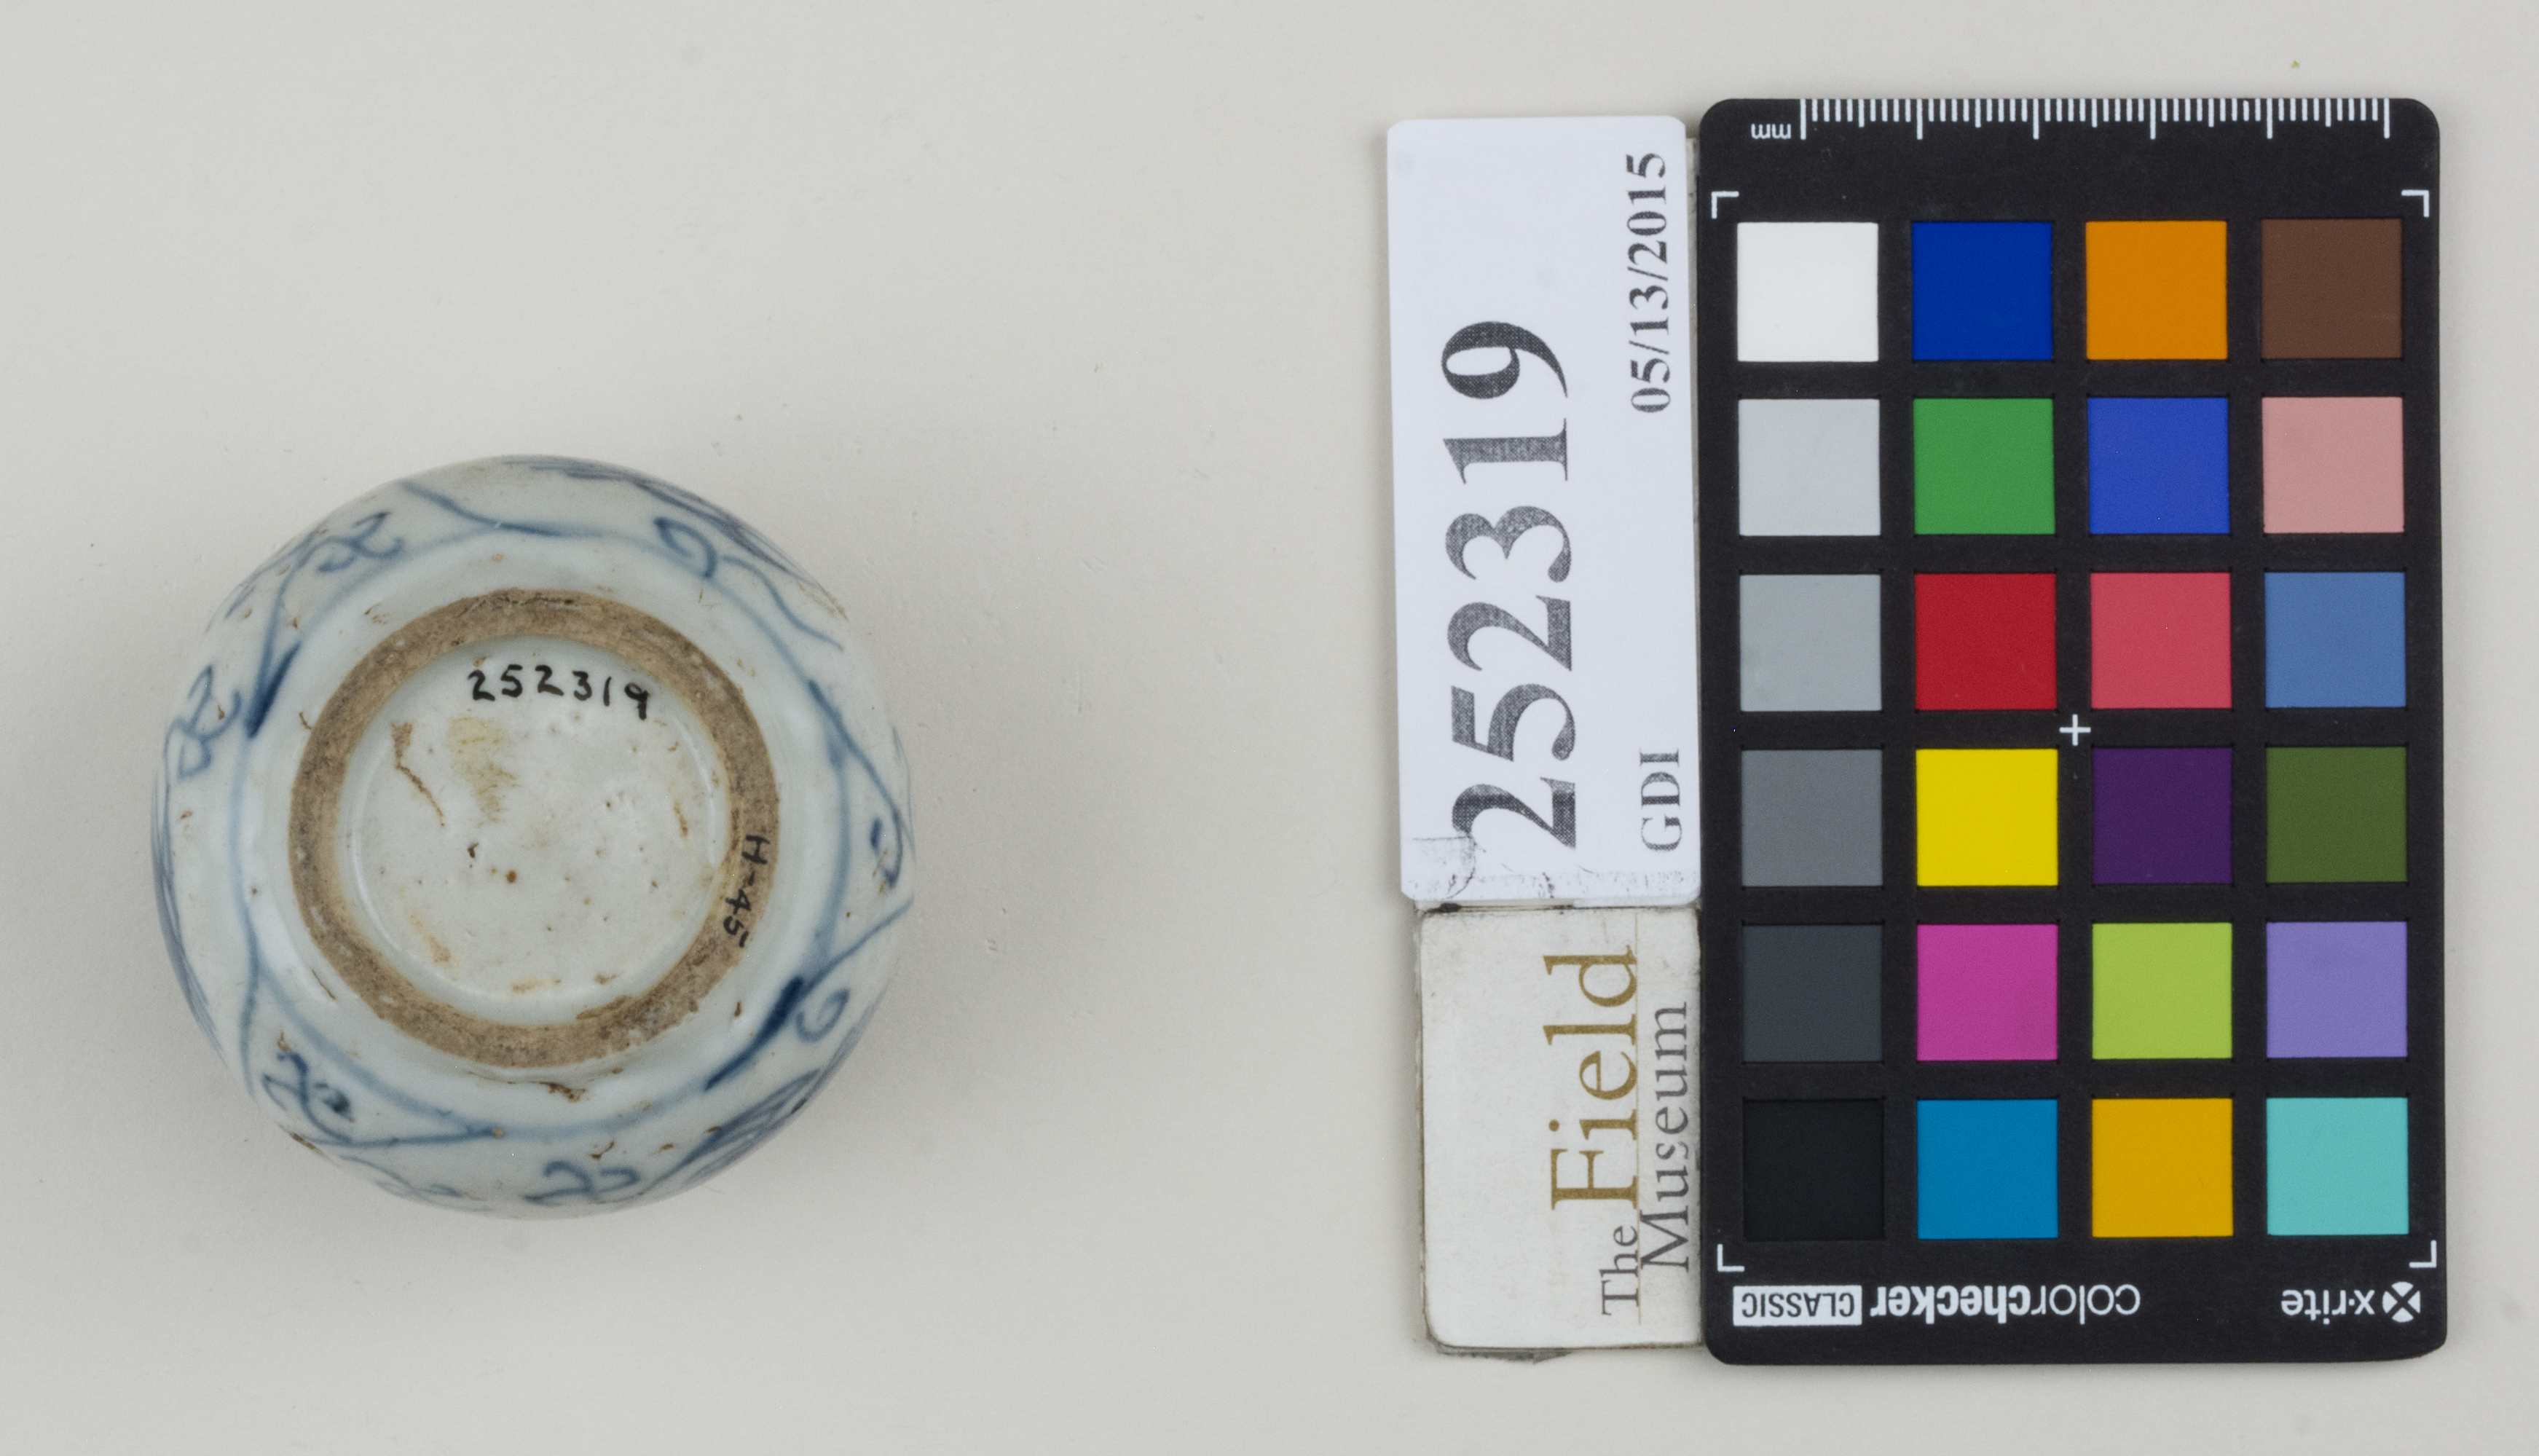 252319
H-45
252319
05/13/2015
GDI
The Field
Museum
mm
x·rite
colorchecker CLASSIC